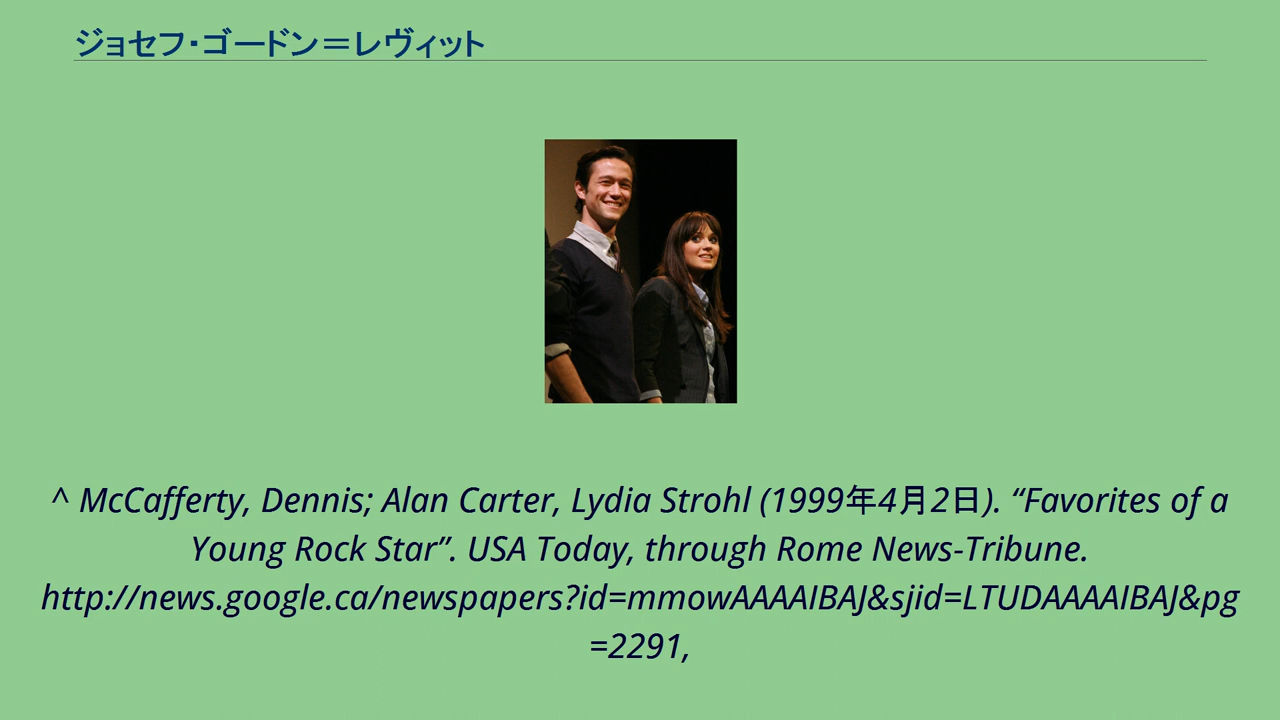 ジョセフ・ゴードン＝レヴィット
^ McCafferty, Dennis; Alan Carter, Lydia Strohl (1999年4月2日). “Favorites of a
Young Rock Star”. USA Today, through Rome News-Tribune.
http://news.google.ca/newspapers?id=mmowAAAAIBAJ&sjid=LTUDAAAAIBAJ&pg
=2291,